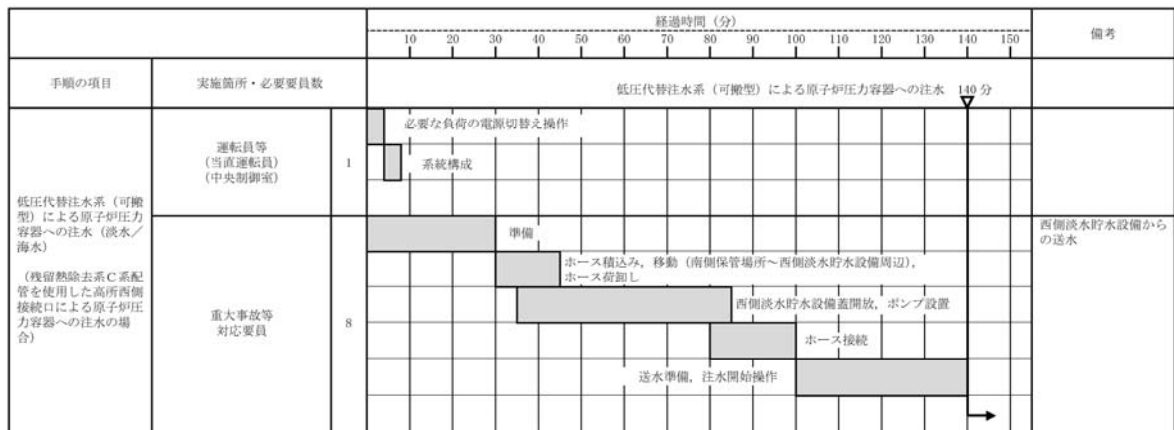 経過時間（分）
備考
10 20 30 40 50 60 70 80 90 100 110 120 130 140 150
手順の項目
実施箇所・必要要員数
低圧代替注水系（可搬型）による原子炉圧力容器への注水 140分
低圧代替注水系（可搬
型）による原子炉圧力
容器への注水（淡水／
海水）
（残留熱除去系Ｃ系配
管を使用した高所西側
接続口による原子炉圧
力容器への注水の場
合）
運転員等
（当直運転員）
（中央制御室）
1
必要な負荷の電源切替え操作
系統構成
重大事故等
対応要員
8
準備
ホース積込み，移動（南側保管場所～西側淡水貯水設備周辺），
ホース荷卸し
西側淡水貯水設備蓋開放，ポンプ設置
ホース接続
送水準備，注水開始操作
西側淡水貯水設備から
の送水